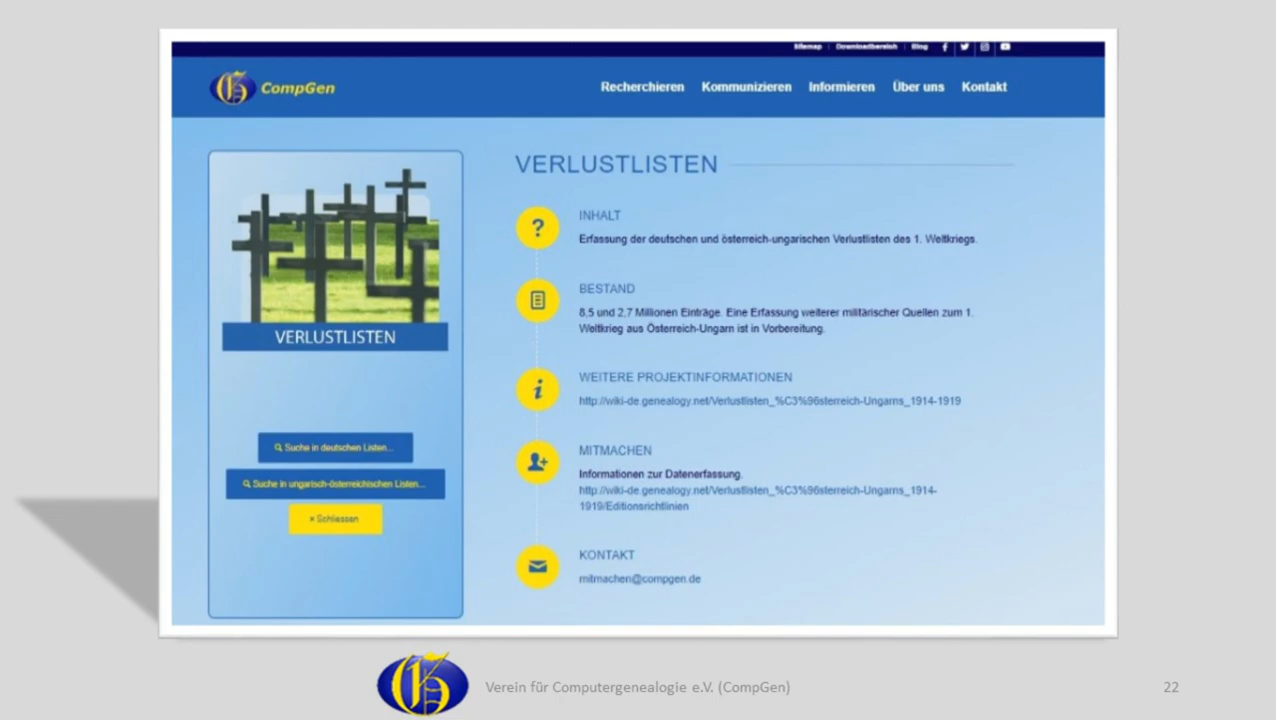 Sitemap Downloadbereich Blog
CompGen
Recherchieren Kommunizieren Informieren Über uns Kontakt
VERLUSTLISTEN
Suche in deutschen Listen...
Suche in ungarisch-österreichischen Listen...
× Schliessen
VERLUSTLISTEN
INHALT
Erfassung der deutschen und österreich-ungarischen Verlustlisten des 1. Weltkriegs.
BESTAND
8,5 und 2,7 Millionen Einträge. Eine Erfassung weiterer militärischer Quellen zum 1.
Weltkrieg aus Österreich-Ungarn ist in Vorbereitung.
WEITERE PROJEKTINFORMATIONEN
http://wiki-de.genealogy.net/Verlustlisten_%C3%96sterreich-Ungarns_1914-1919
MITMACHEN
Informationen zur Datenerfassung.
http://wiki-de.genealogy.net/Verlustlisten_%C3%96sterreich-Ungarns_1914-
1919/Editionsrichtlinien
KONTAKT
mitmachen@compgen.de
Verein für Computergenealogie e.V. (CompGen)
22